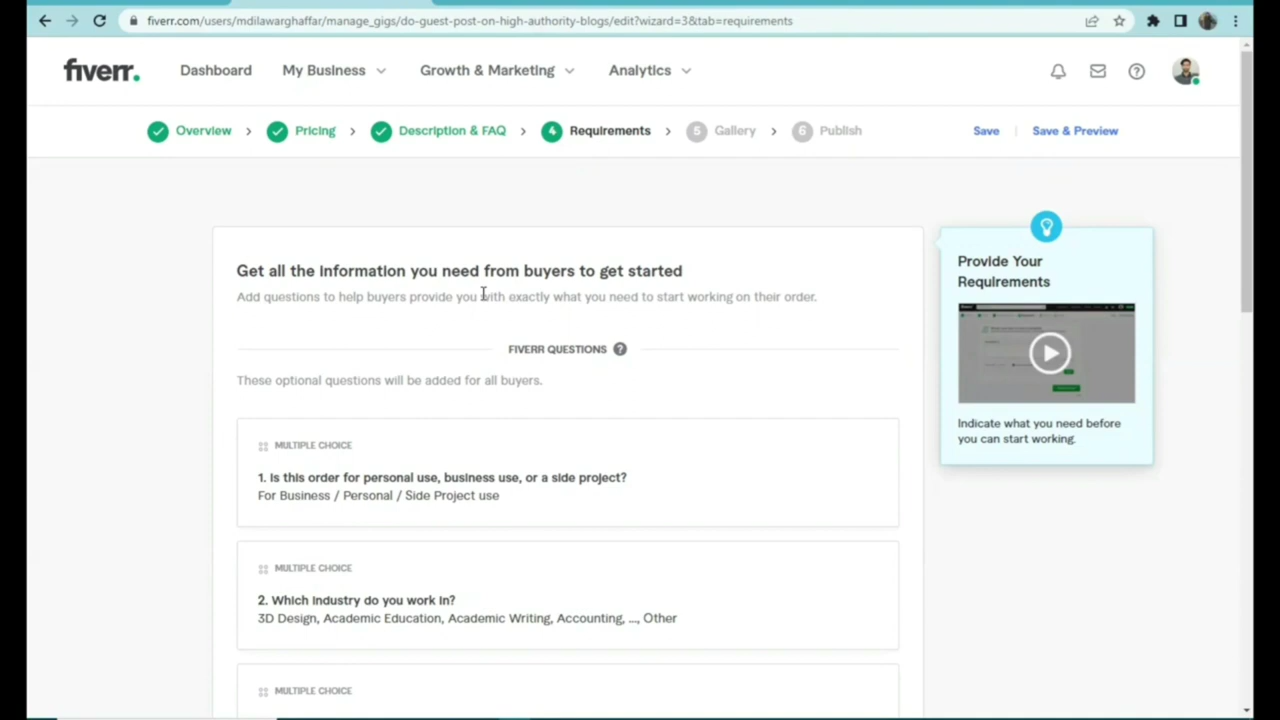 fiverr.com/users/mdilawarghaffar/manage_gigs/do-guest-post-on-high-authority-blogs/edit?wizard=3&tab=requirements
fiverr.
Dashboard
My Business
Growth & Marketing
Analytics
Overview
Pricing
Description & FAQ
4 Requirements
5 Gallery
6 Publish
Save
Save & Preview
Get all the information you need from buyers to get started
Add questions to help buyers provide you with exactly what you need to start working on their order.
FIVERR QUESTIONS ?
These optional questions will be added for all buyers.
MULTIPLE CHOICE
1. Is this order for personal use, business use, or a side project?
For Business / Personal / Side Project use
MULTIPLE CHOICE
2. Which industry do you work in?
3D Design, Academic Education, Academic Writing, Accounting, ..., Other
MULTIPLE CHOICE
Provide Your
Requirements
Indicate what you need before
you can start working.